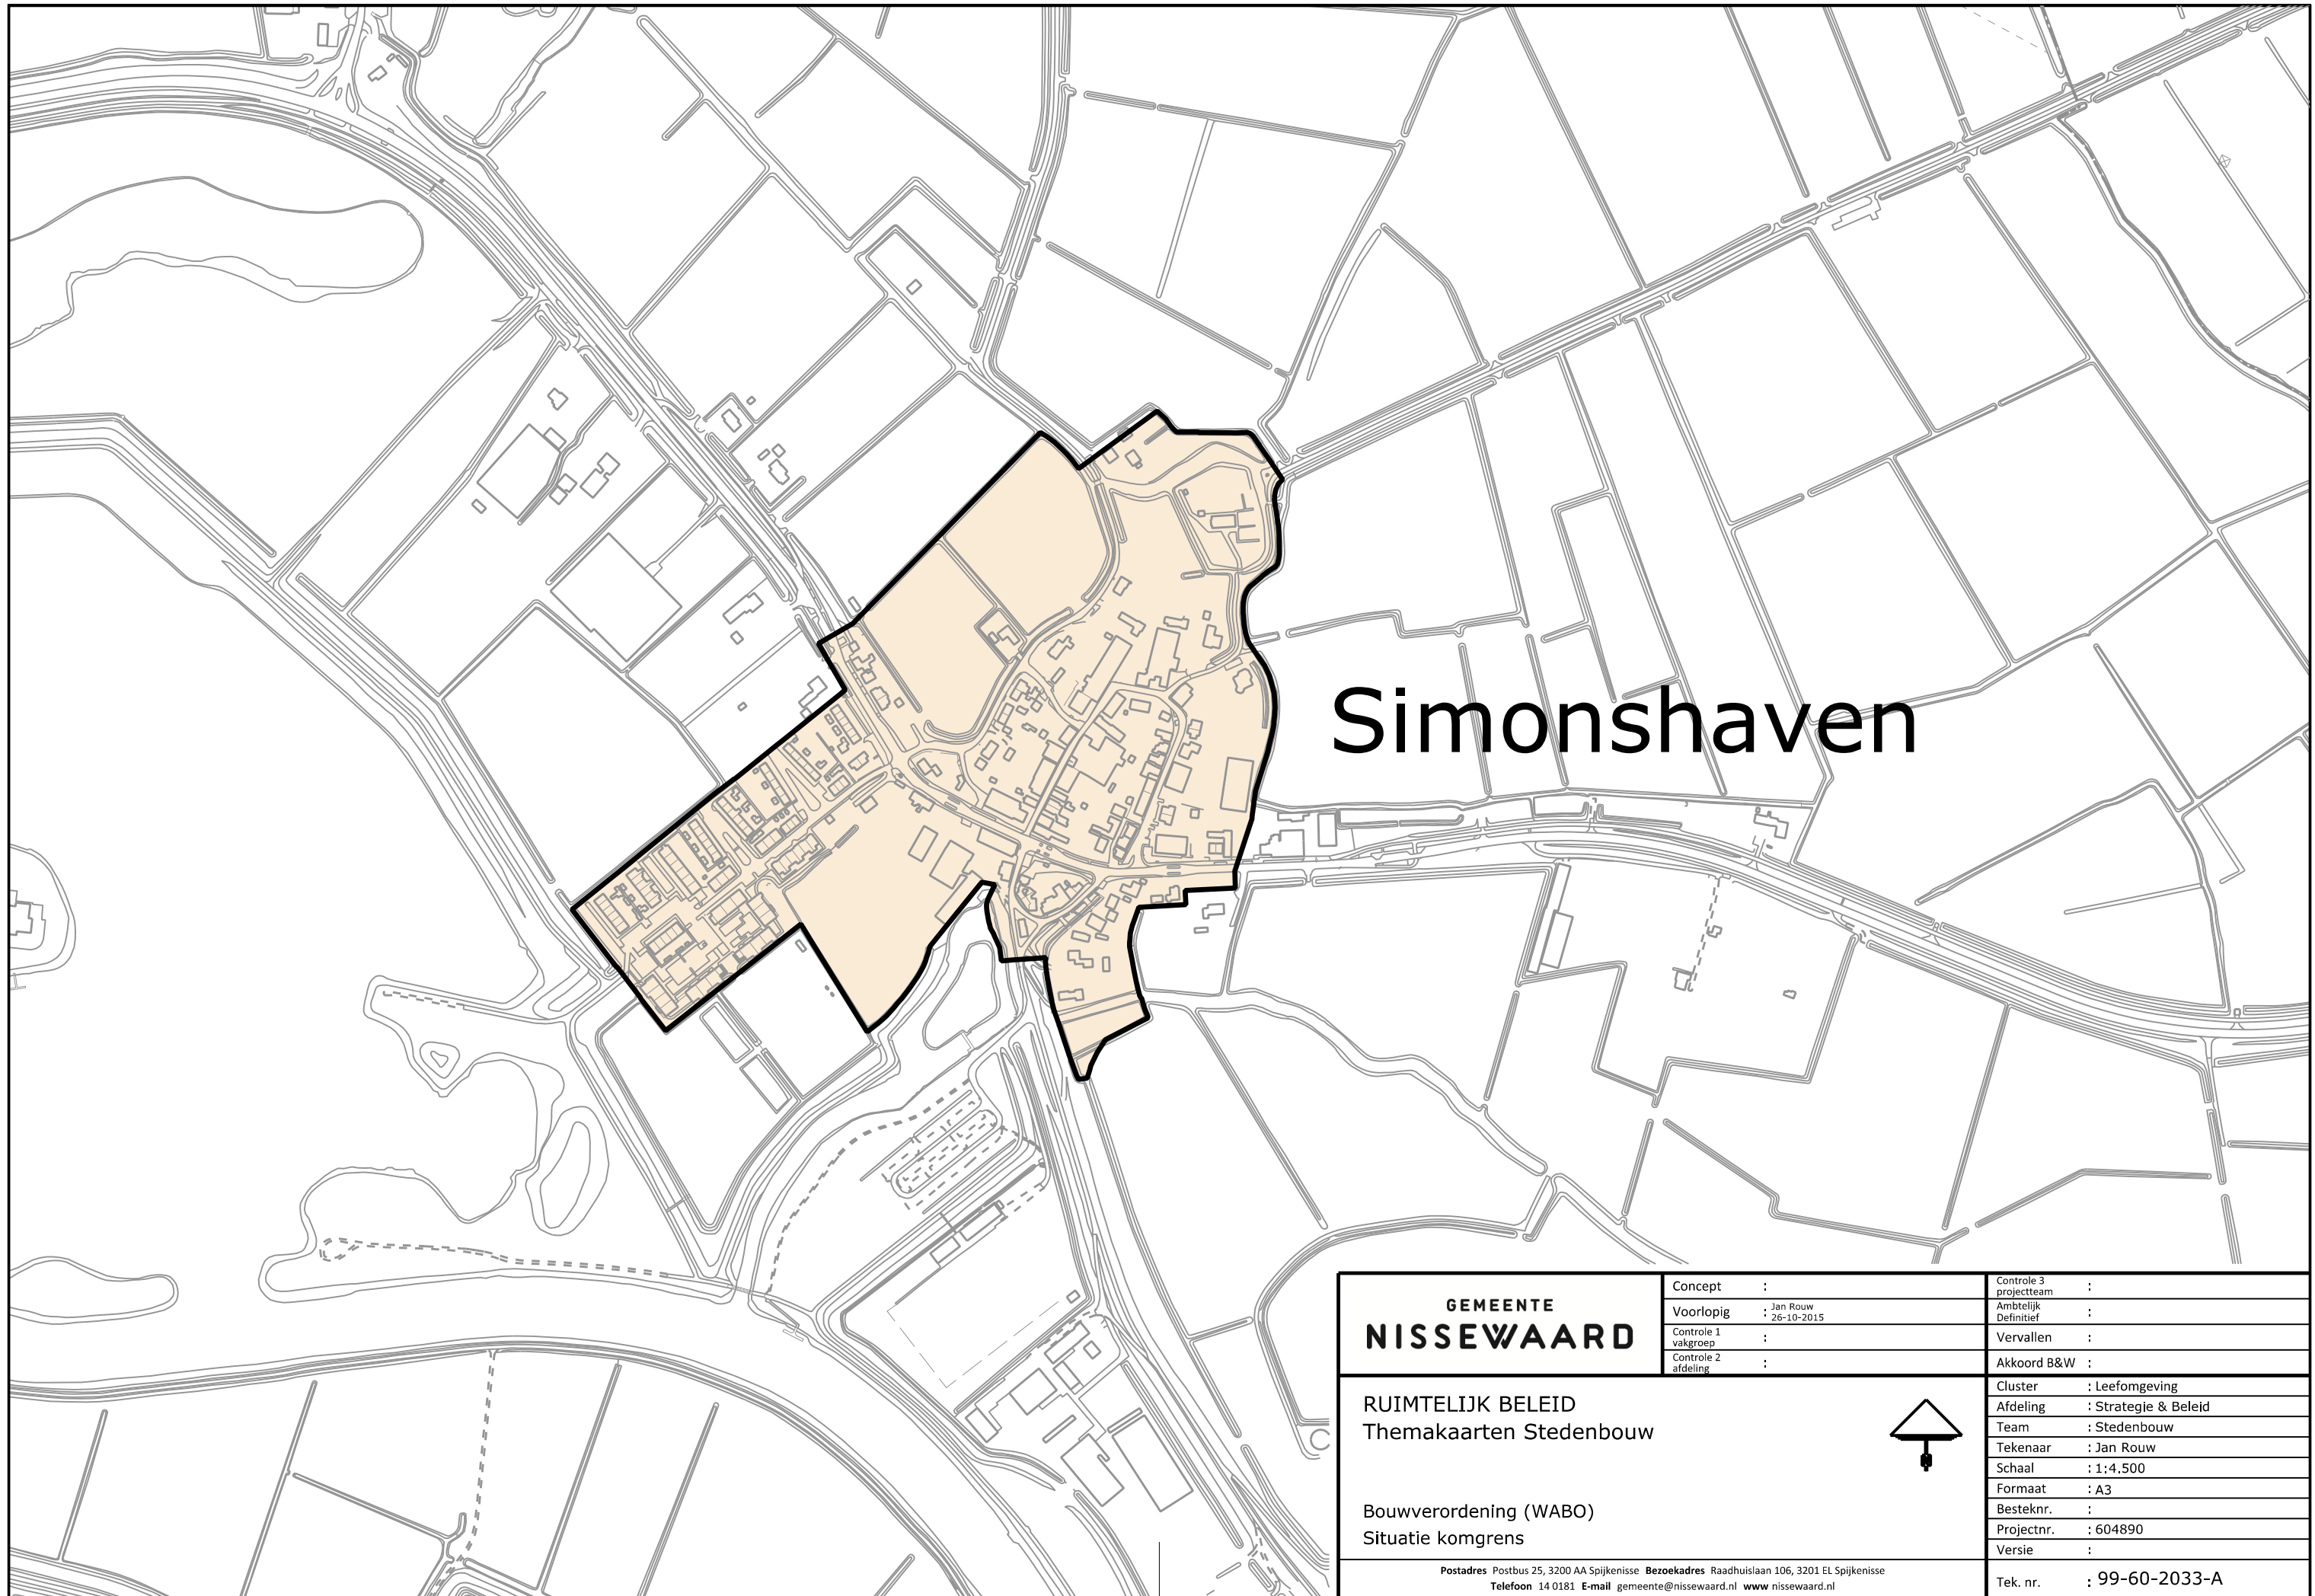 Simonshaven
GEMEENTE
NISSEWAARD
Concept :
Voorlopig : Jan Rouw
26-10-2015
Controle 1
vakgroep :
Controle 2
afdeling :
Controle 3
projectteam :
Ambtelijk
Definitief :
Vervallen :
Akkoord B&W :
RUIMTELIJK BELEID
Themakaarten Stedenbouw
Bouwverordening (WABO)
Situatie komgrens
Cluster : Leefomgeving
Afdeling : Strategie & Beleid
Team : Stedenbouw
Tekenaar : Jan Rouw
Schaal : 1:4.500
Formaat : A3
Besteknr. :
Projectnr. : 604890
Versie :
Tek. nr. : 99-60-2033-A
Postadres Postbus 25, 3200 AA Spijkenisse Bezoekadres Raadhuislaan 106, 3201 EL Spijkenisse
Telefoon 14 0181 E-mail gemeente@nissewaard.nl www nissewaard.nl